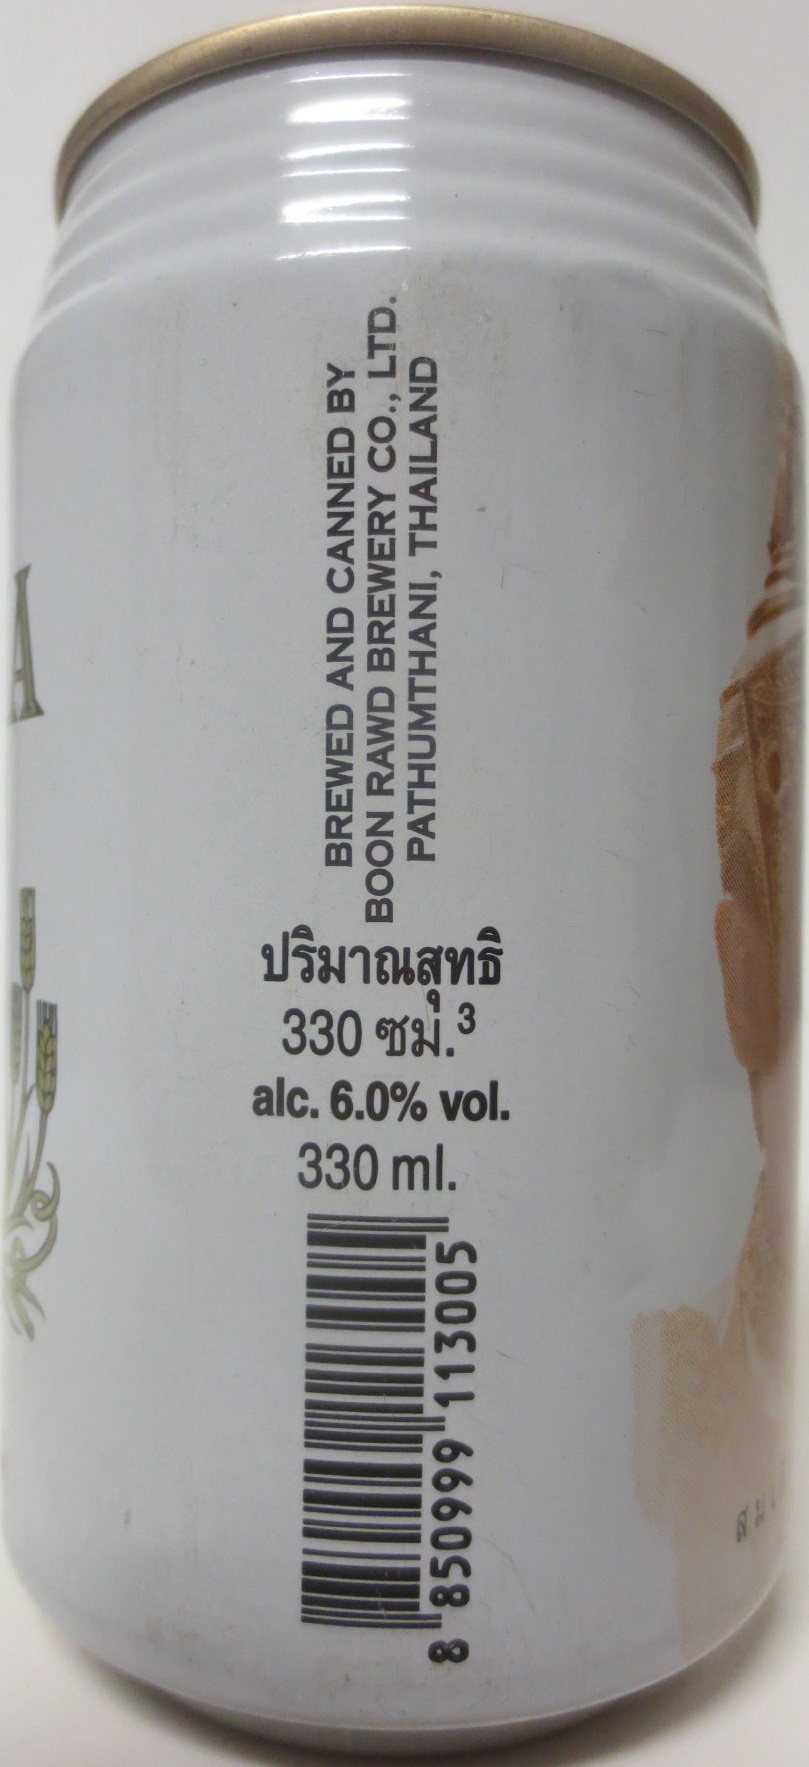 A
BREWED AND CANNED BY
BOON RAWD BREWERY CO., LTD.
PATHUMTHANI, THAILAND
ปริมาณสุทธิ
330 ซม.³
alc. 6.0% vol.
330 ml.
8 850999 113005